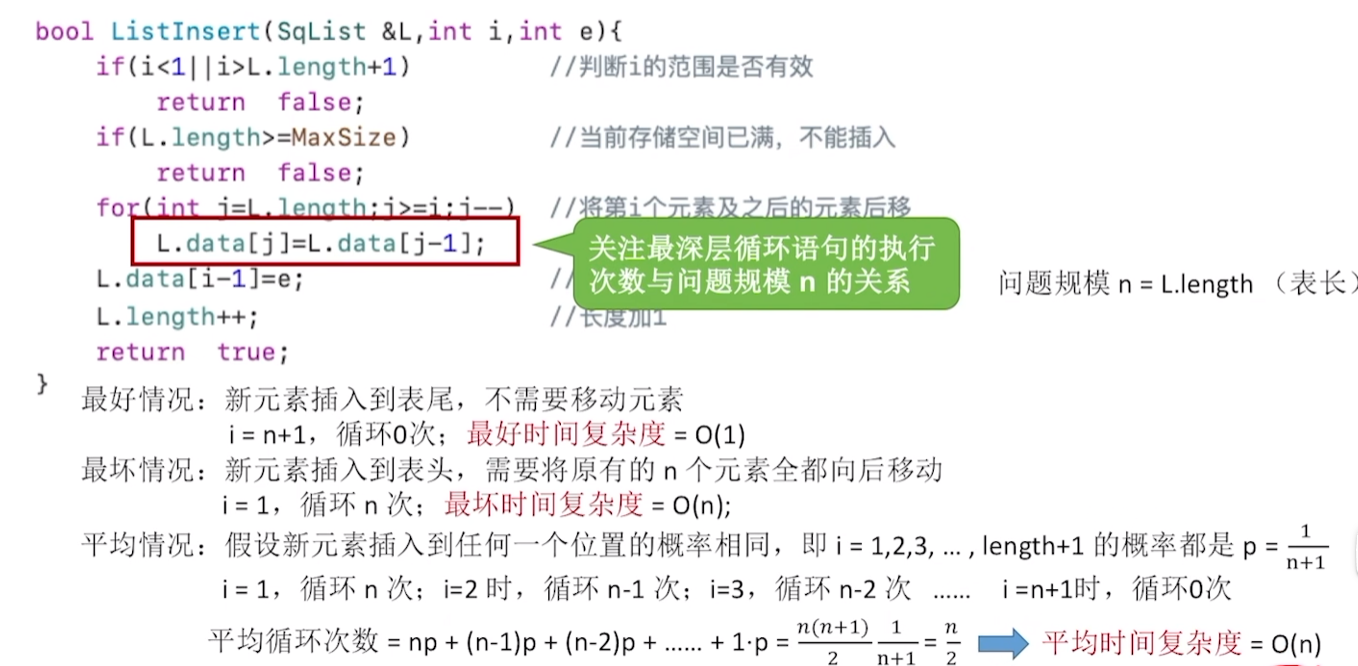 bool ListInsert(SqList &L,int i,int e){
if(i<1||i>L.length+1) //判断i的范围是否有效
return false;
if(L.length>=MaxSize) //当前存储空间已满，不能插入
return false;
for(int j=L.length;j>=i;j--) //将第i个元素及之后的元素后移
L.data[j]=L.data[j-1];
关注最深层循环语句的执行
次数与问题规模 n 的关系
L.data[i-1]=e; //
问题规模 n = L.length （表长）
L.length++; //长度加1
return true;
}
最好情况：新元素插入到表尾，不需要移动元素
i = n+1，循环0次；最好时间复杂度 = O(1)
最坏情况：新元素插入到表头，需要将原有的 n 个元素全都向后移动
i = 1，循环 n 次；最坏时间复杂度 = O(n);
平均情况：假设新元素插入到任何一个位置的概率相同，即 i = 1,2,3, … , length+1 的概率都是 p = 1/(n+1)
i = 1，循环 n 次；i=2 时，循环 n-1 次；i=3，循环 n-2 次 …… i =n+1时，循环0次
平均循环次数 = np + (n-1)p + (n-2)p + …… + 1·p = n(n+1)/2 1/(n+1) = n/2 平均时间复杂度 = O(n)